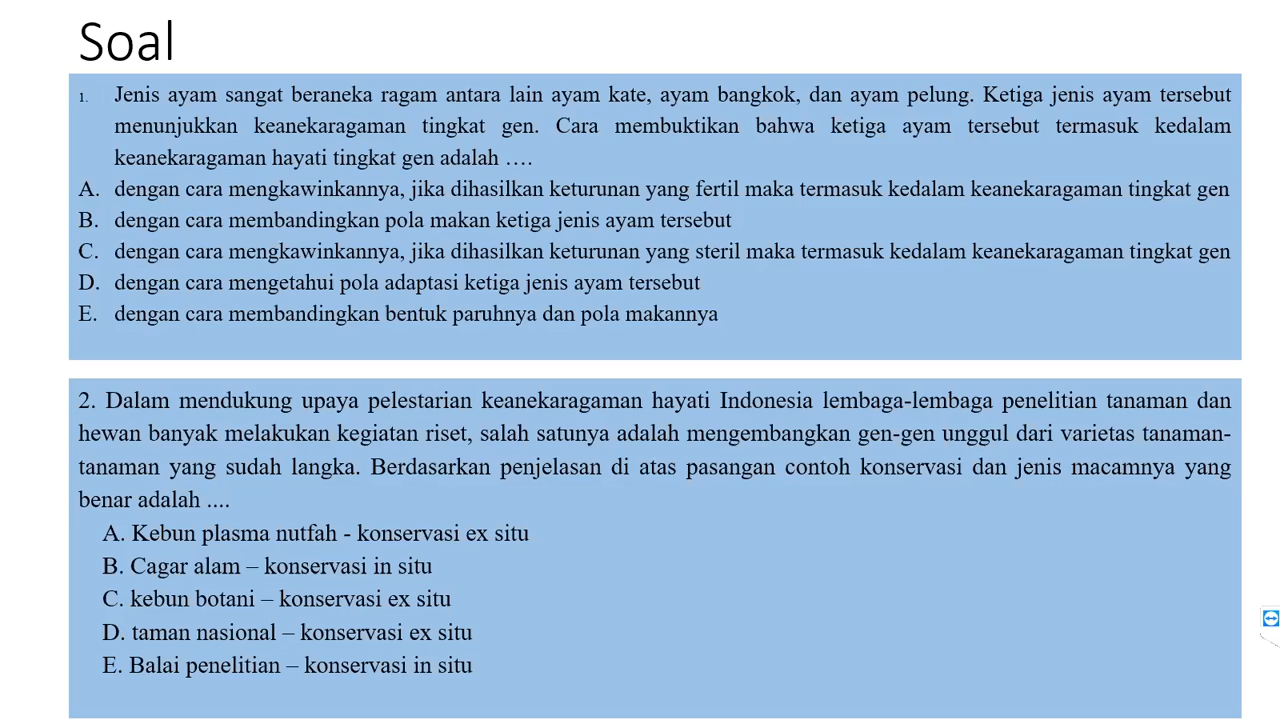 Soal
1. Jenis ayam sangat beraneka ragam antara lain ayam kate, ayam bangkok, dan ayam pelung. Ketiga jenis ayam tersebut
menunjukkan keanekaragaman tingkat gen. Cara membuktikan bahwa ketiga ayam tersebut termasuk kedalam
keanekaragaman hayati tingkat gen adalah ….
A. dengan cara mengkawinkannya, jika dihasilkan keturunan yang fertil maka termasuk kedalam keanekaragaman tingkat gen
B. dengan cara membandingkan pola makan ketiga jenis ayam tersebut
C. dengan cara mengkawinkannya, jika dihasilkan keturunan yang steril maka termasuk kedalam keanekaragaman tingkat gen
D. dengan cara mengetahui pola adaptasi ketiga jenis ayam tersebut
E. dengan cara membandingkan bentuk paruhnya dan pola makannya
2. Dalam mendukung upaya pelestarian keanekaragaman hayati Indonesia lembaga-lembaga penelitian tanaman dan
hewan banyak melakukan kegiatan riset, salah satunya adalah mengembangkan gen-gen unggul dari varietas tanaman-
tanaman yang sudah langka. Berdasarkan penjelasan di atas pasangan contoh konservasi dan jenis macamnya yang
benar adalah ....
A. Kebun plasma nutfah - konservasi ex situ
B. Cagar alam – konservasi in situ
C. kebun botani – konservasi ex situ
D. taman nasional – konservasi ex situ
E. Balai penelitian – konservasi in situ